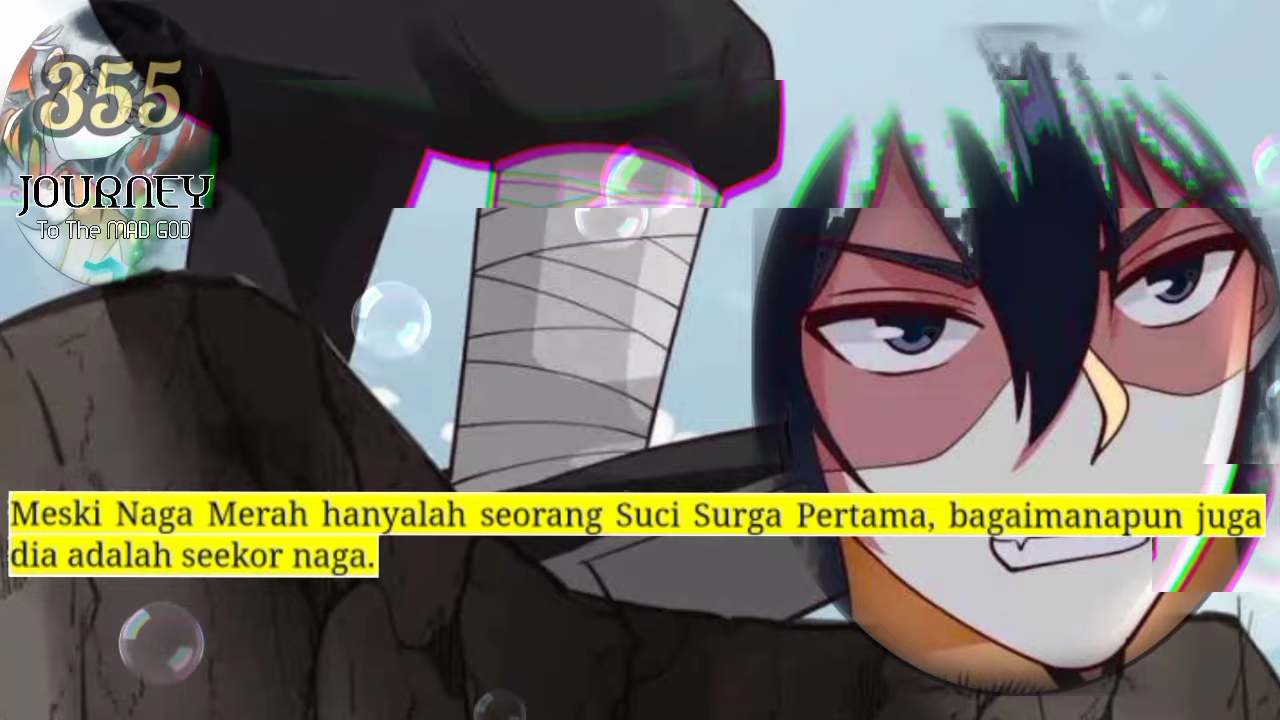 355
JOURNEY
To The MAD GOD
Meski Naga Merah hanyalah seorang Suci Surga Pertama, bagaimanapun juga
dia adalah seekor naga.